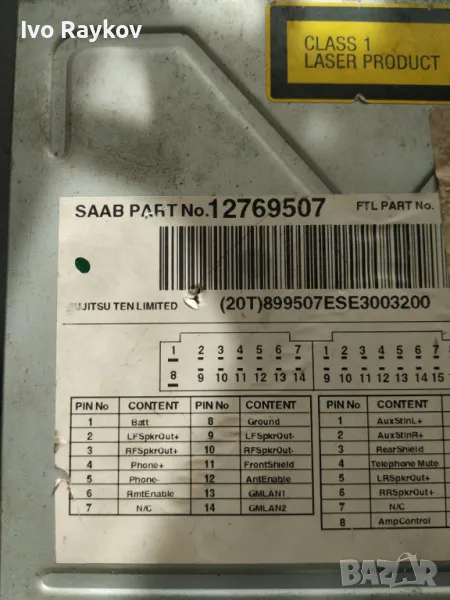 Ivo Raykov
CLASS 1
LASER PRODUCT
SAAB PART No. 12769507
FTL PART No.
UJITSU TEN LIMITED (20T)899507ESE3003200
1 2 3 4 5 6 7
8 9 10 11 12 13 14
1 2 3 4 5 6 7 8
9 10 11 12 13 14 15
PIN No CONTENT PIN No CONTENT
1 Batt 8 Ground
2 LFSpkrOut+ 9 LFSpkrOut-
3 RFSpkrOut+ 10 RFSpkrOut-
4 Phone+ 11 FrontShield
5 Phone- 12 AntEnable
6 RmtEnable 13 GMLAN1
7 N/C 14 GMLAN2
PIN No CONTENT
1 AuxStInL+
2 AuxStInR+
3 RearShield
4 Telephone Mute
5 LRSpkrOut+
6 RRSpkrOut+
7 N/C
8 AmpControl
BAZAR